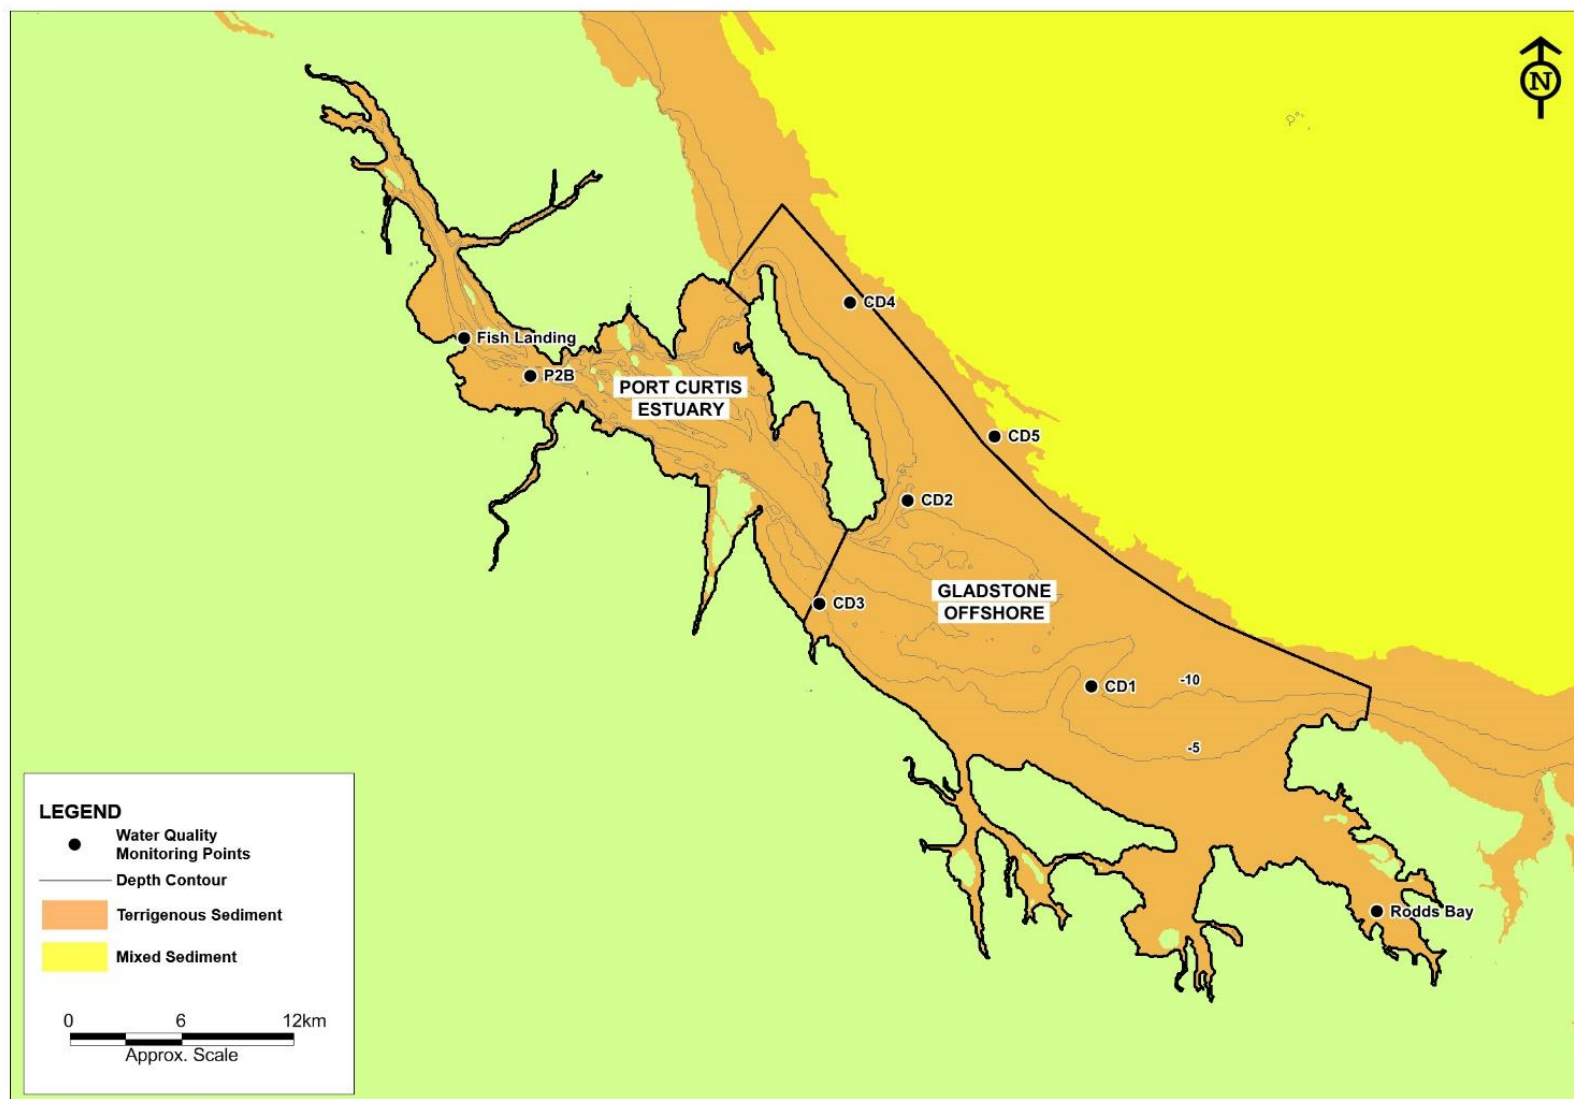 N
CD4
Fish Landing
P2B
PORT CURTIS
ESTUARY
CD5
CD2
GLADSTONE
OFFSHORE
CD3
-10
CD1
-5
Rodds Bay
LEGEND
Water Quality
Monitoring Points
Depth Contour
Terrigenous Sediment
Mixed Sediment
0 6 12km
Approx. Scale